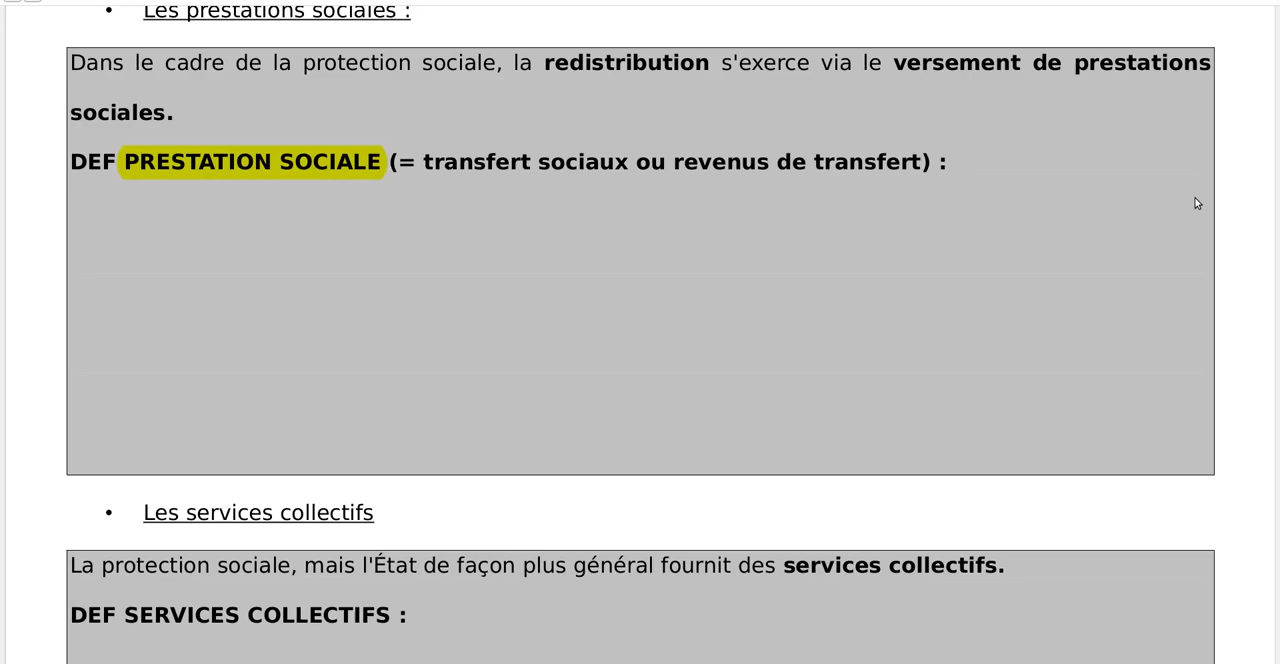 • Les prestations sociales :
Dans le cadre de la protection sociale, la redistribution s'exerce via le versement de prestations
sociales.
DEF PRESTATION SOCIALE (= transfert sociaux ou revenus de transfert) :
• Les services collectifs
La protection sociale, mais l'État de façon plus général fournit des services collectifs.
DEF SERVICES COLLECTIFS :